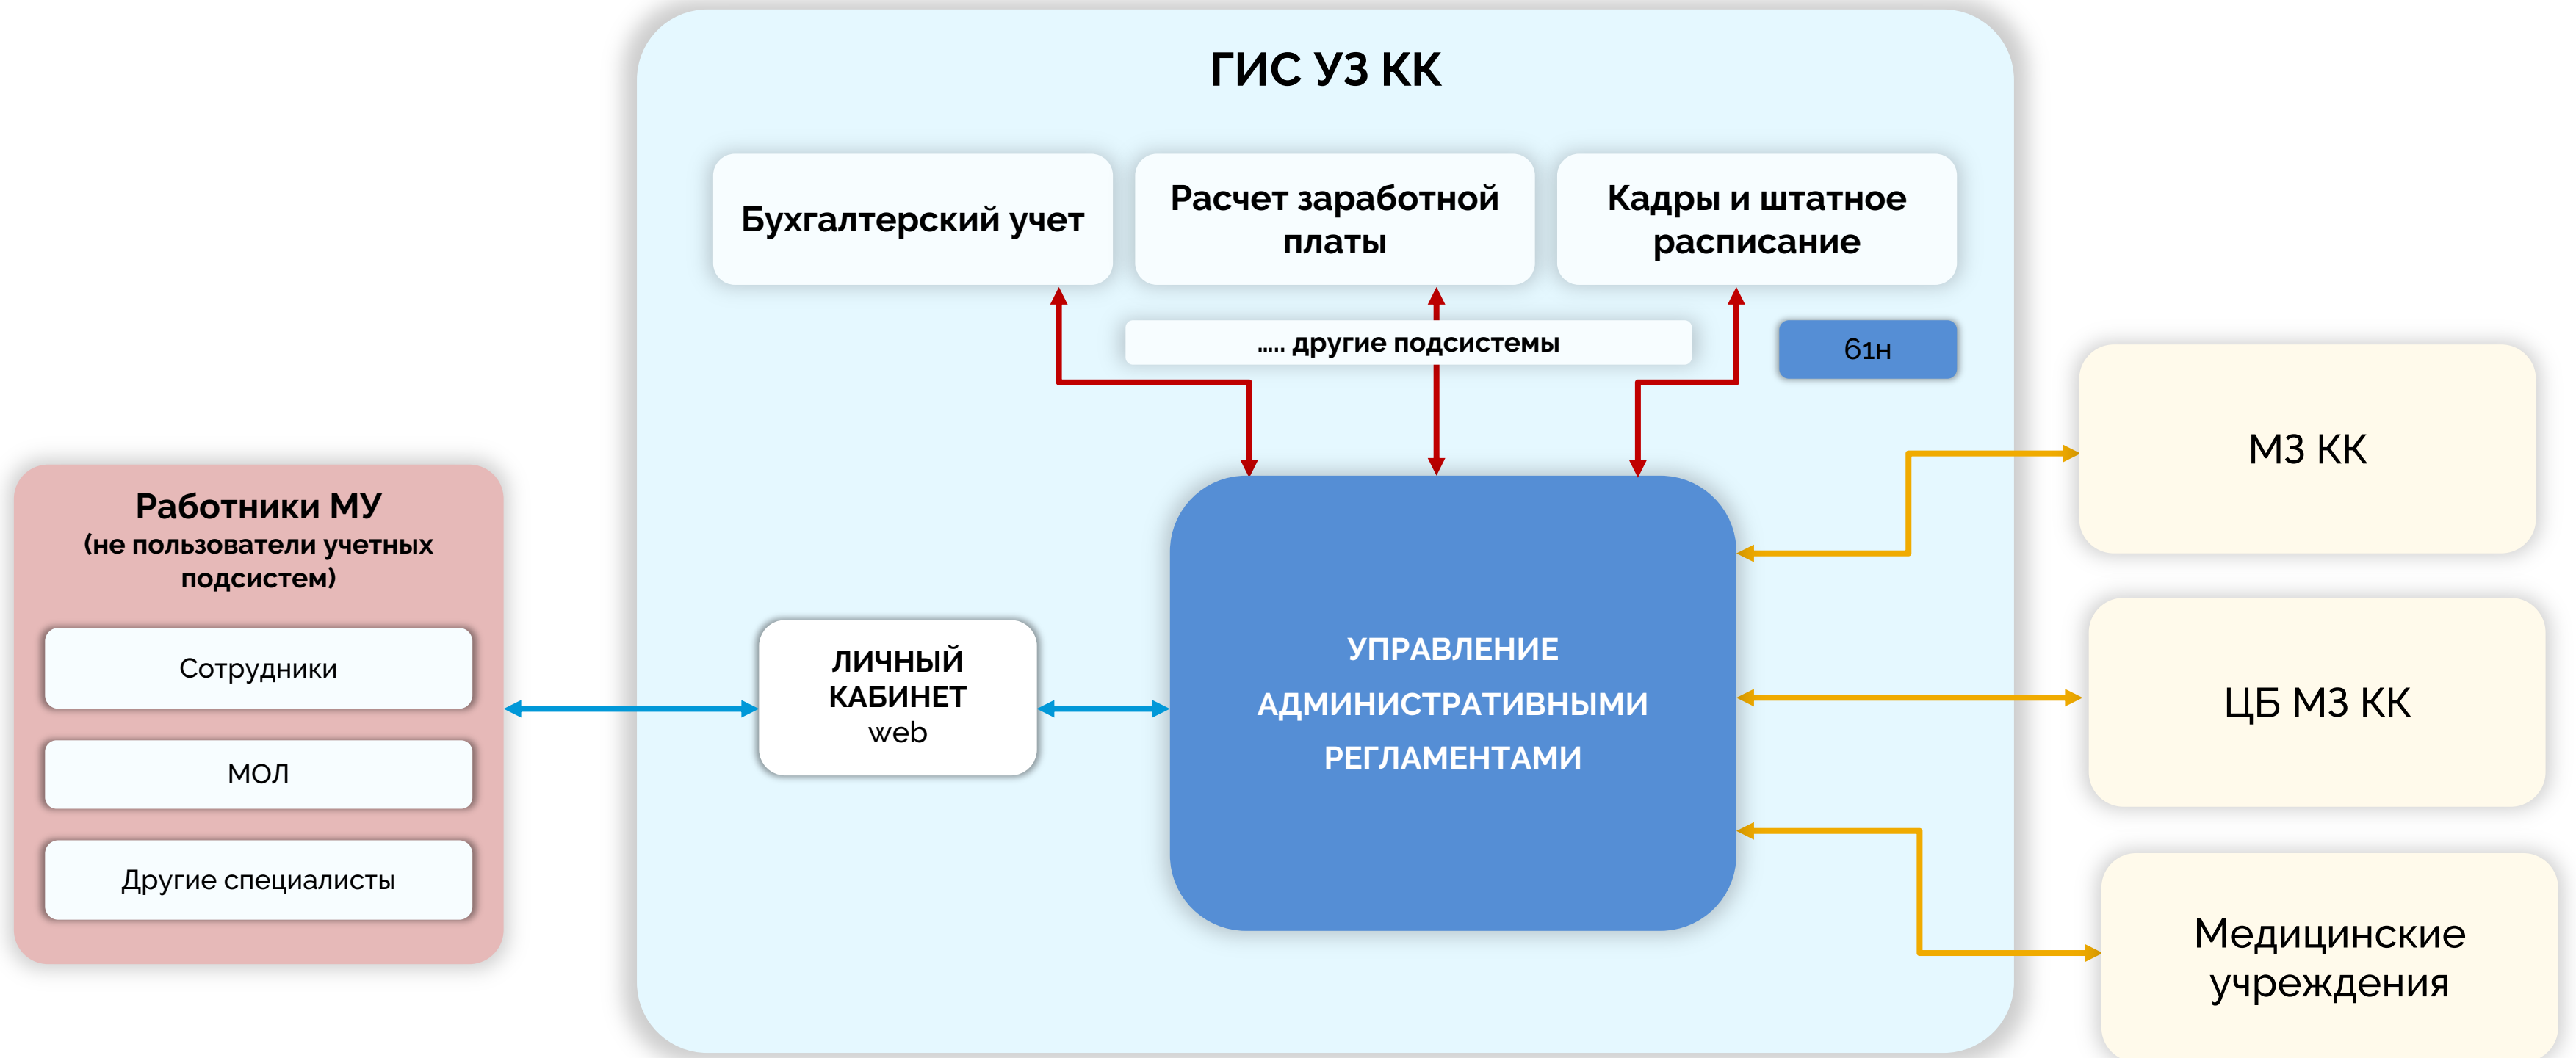 ГИС УЗ КК
Бухгалтерский учет
Расчет заработной
платы
Кадры и штатное
расписание
..... другие подсистемы
61н
Работники МУ
(не пользователи учетных
подсистем)
Сотрудники
МОЛ
Другие специалисты
ЛИЧНЫЙ
КАБИНЕТ
web
УПРАВЛЕНИЕ
АДМИНИСТРАТИВНЫМИ
РЕГЛАМЕНТАМИ
МЗ КК
ЦБ МЗ КК
Медицинские
учреждения